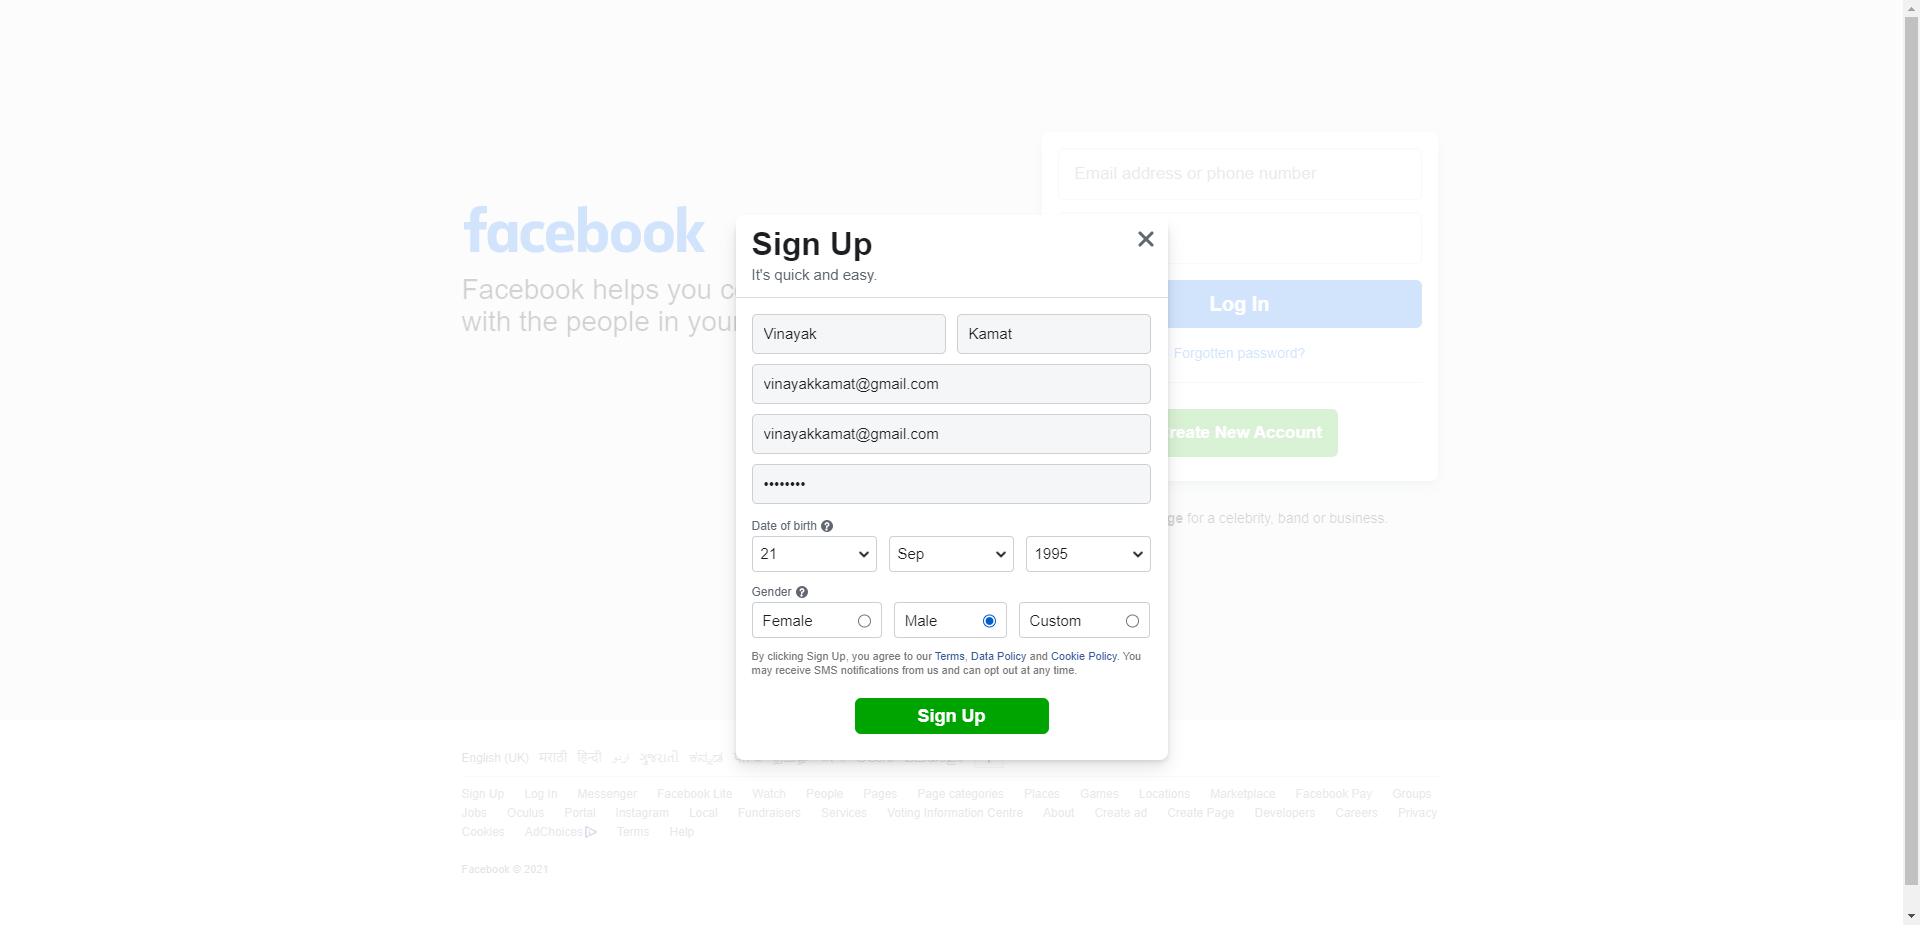 facebook
Facebook helps you c
with the people in your
Email address or phone number
Log In
Forgotten password?
reate New Account
ge for a celebrity, band or business.
Sign Up
It's quick and easy.
Vinayak Kamat
vinayakkamat@gmail.com
vinayakkamat@gmail.com
••••••••
Date of birth ?
21 Sep 1995
Gender ?
Female Male Custom
By clicking Sign Up, you agree to our Terms, Data Policy and Cookie Policy. You
may receive SMS notifications from us and can opt out at any time.
Sign Up
English (UK) मराठी हिन्दी اردو ગુજરાતી ಕನ್ನಡ
Sign Up Log In Messenger Facebook Lite Watch People Pages Page categories Places Games Locations Marketplace Facebook Pay Groups
Jobs Oculus Portal Instagram Local Fundraisers Services Voting Information Centre About Create ad Create Page Developers Careers Privacy
Cookies AdChoices Terms Help
Facebook © 2021